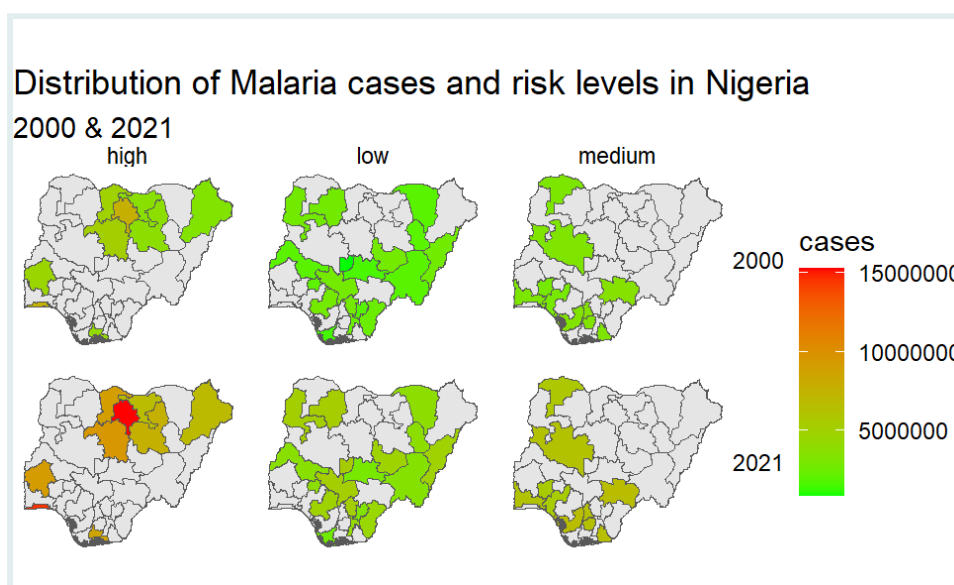 Distribution of Malaria cases and risk levels in Nigeria
2000 & 2021
high low medium
2000
2021
cases
15000000
10000000
5000000